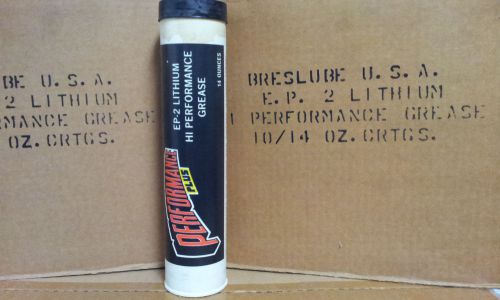 BRESLUBE U.S.A.
E.P. 2 LITHIUM
PERFORMANCE GREASE
10/14 OZ. CRTGS.
UBE U.S.A.
2 LITHIUM
RMANCE GREASE
OZ. CRTGS.
EP-2 LITHIUM
HI PERFORMANCE
GREASE
14 OUNCES
PERFORMANCE
PLUS